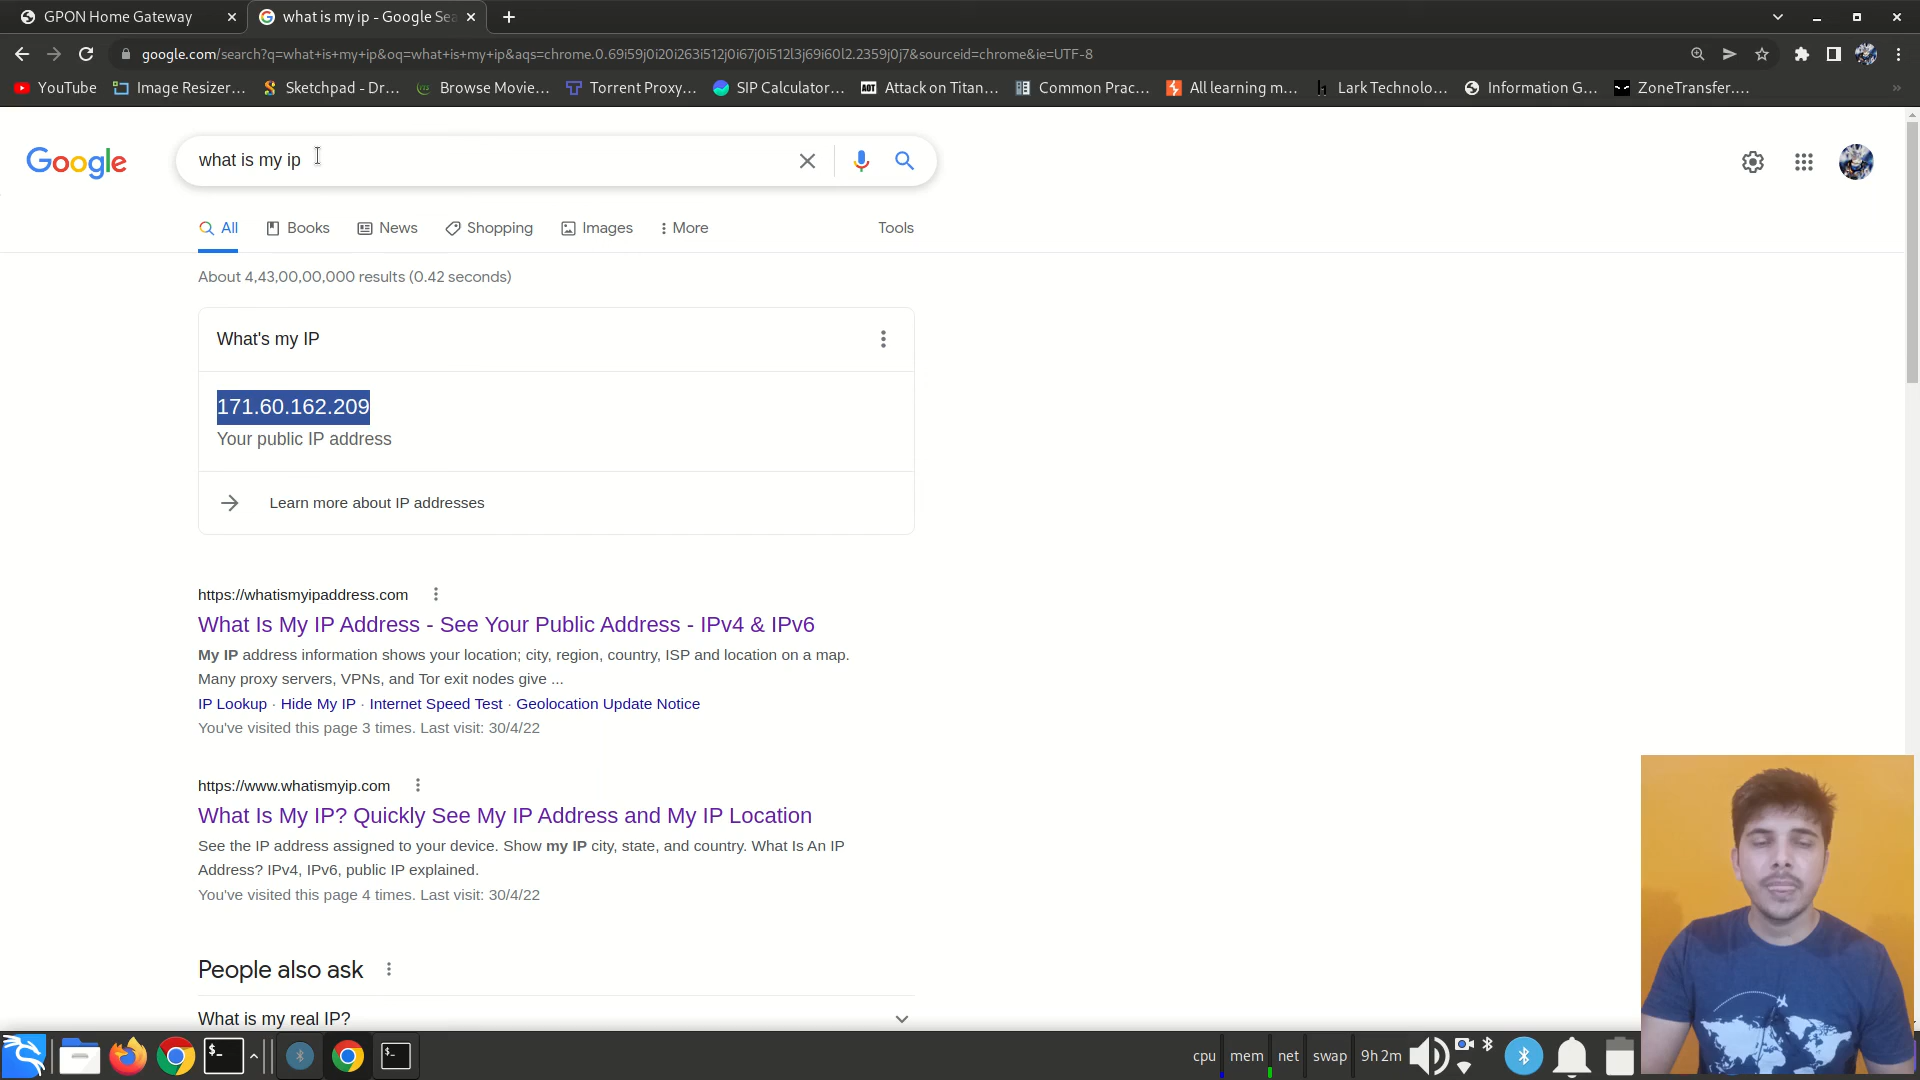 GPON Home Gateway
what is my ip - Google Sea
google.com/search?q=what+is+my+ip&oq=what+is+my+ip&aqs=chrome.0.69i59j0i20i263i512j0i67j0i512l3j69i60l2.2359j0j7&sourceid=chrome&ie=UTF-8
YouTube
Image Resizer...
Sketchpad - Dr...
Browse Movie...
Torrent Proxy...
SIP Calculator...
AOT
Attack on Titan...
Common Prac...
All learning m...
Lark Technolo...
Information G...
ZoneTransfer....
Google
what is my ip
All
Books
News
Shopping
Images
More
Tools
About 4,43,00,00,000 results (0.42 seconds)
What's my IP
171.60.162.209
Your public IP address
Learn more about IP addresses
https://whatismyipaddress.com
What Is My IP Address - See Your Public Address - IPv4 & IPv6
My IP address information shows your location; city, region, country, ISP and location on a map.
Many proxy servers, VPNs, and Tor exit nodes give ...
IP Lookup · Hide My IP · Internet Speed Test · Geolocation Update Notice
You've visited this page 3 times. Last visit: 30/4/22
https://www.whatismyip.com
What Is My IP? Quickly See My IP Address and My IP Location
See the IP address assigned to your device. Show my IP city, state, and country. What Is An IP
Address? IPv4, IPv6, public IP explained.
You've visited this page 4 times. Last visit: 30/4/22
People also ask
What is my real IP?
cpu
mem
net
swap
9h 2m